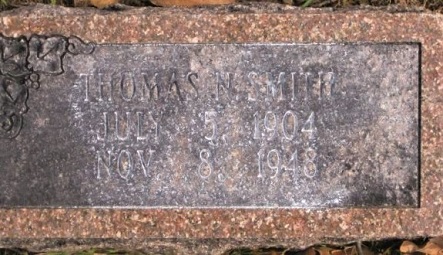 THOMAS N. SMITH
JULY 5, 1904
NOV. 8, 1948